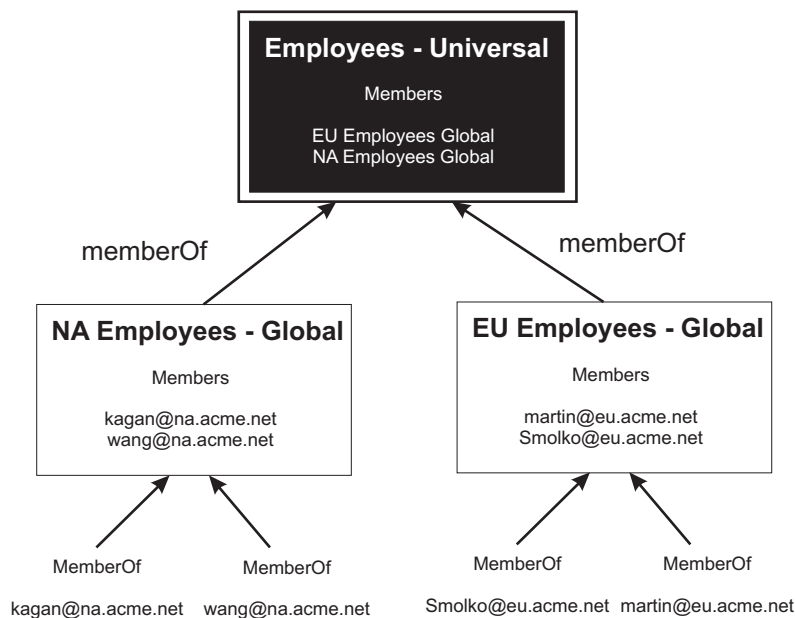 Employees - Universal
Members
EU Employees Global
NA Employees Global
memberOf
memberOf
NA Employees - Global
Members
kagan@na.acme.net
wang@na.acme.net
EU Employees - Global
Members
martin@eu.acme.net
Smolko@eu.acme.net
MemberOf
MemberOf
MemberOf
MemberOf
kagan@na.acme.net
wang@na.acme.net
Smolko@eu.acme.net
martin@eu.acme.net